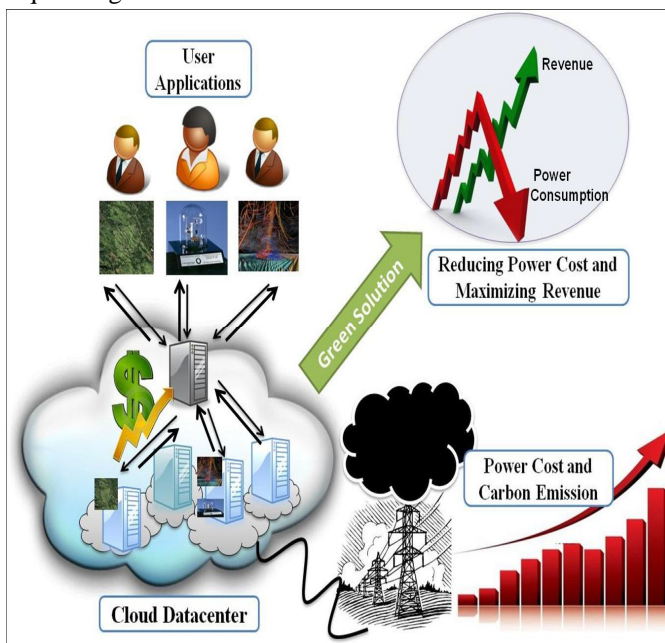 User
Applications
Revenue
Power
Consumption
Reducing Power Cost and
Maximizing Revenue
Green Solution
$
Power Cost and
Carbon Emission
Cloud Datacenter